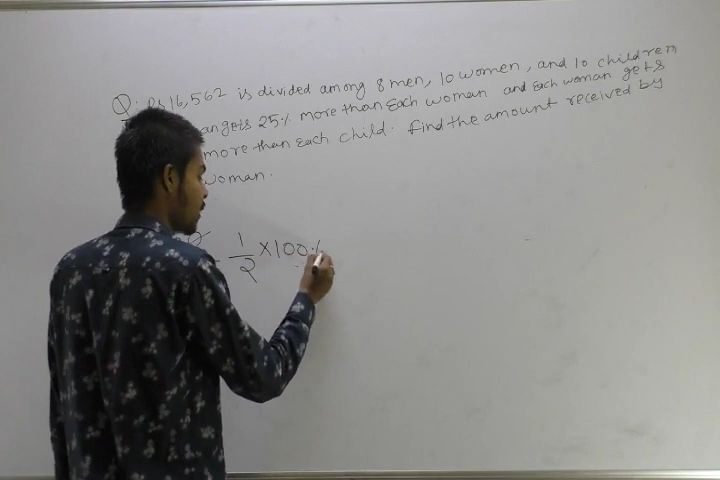 Q: Rs 16,562 is divided among 8 men, 10 women, and 10 children
an gets 25% more than Each woman and Each woman gets
more than Each child. find the amount received by
woman.
1/2 ×100%